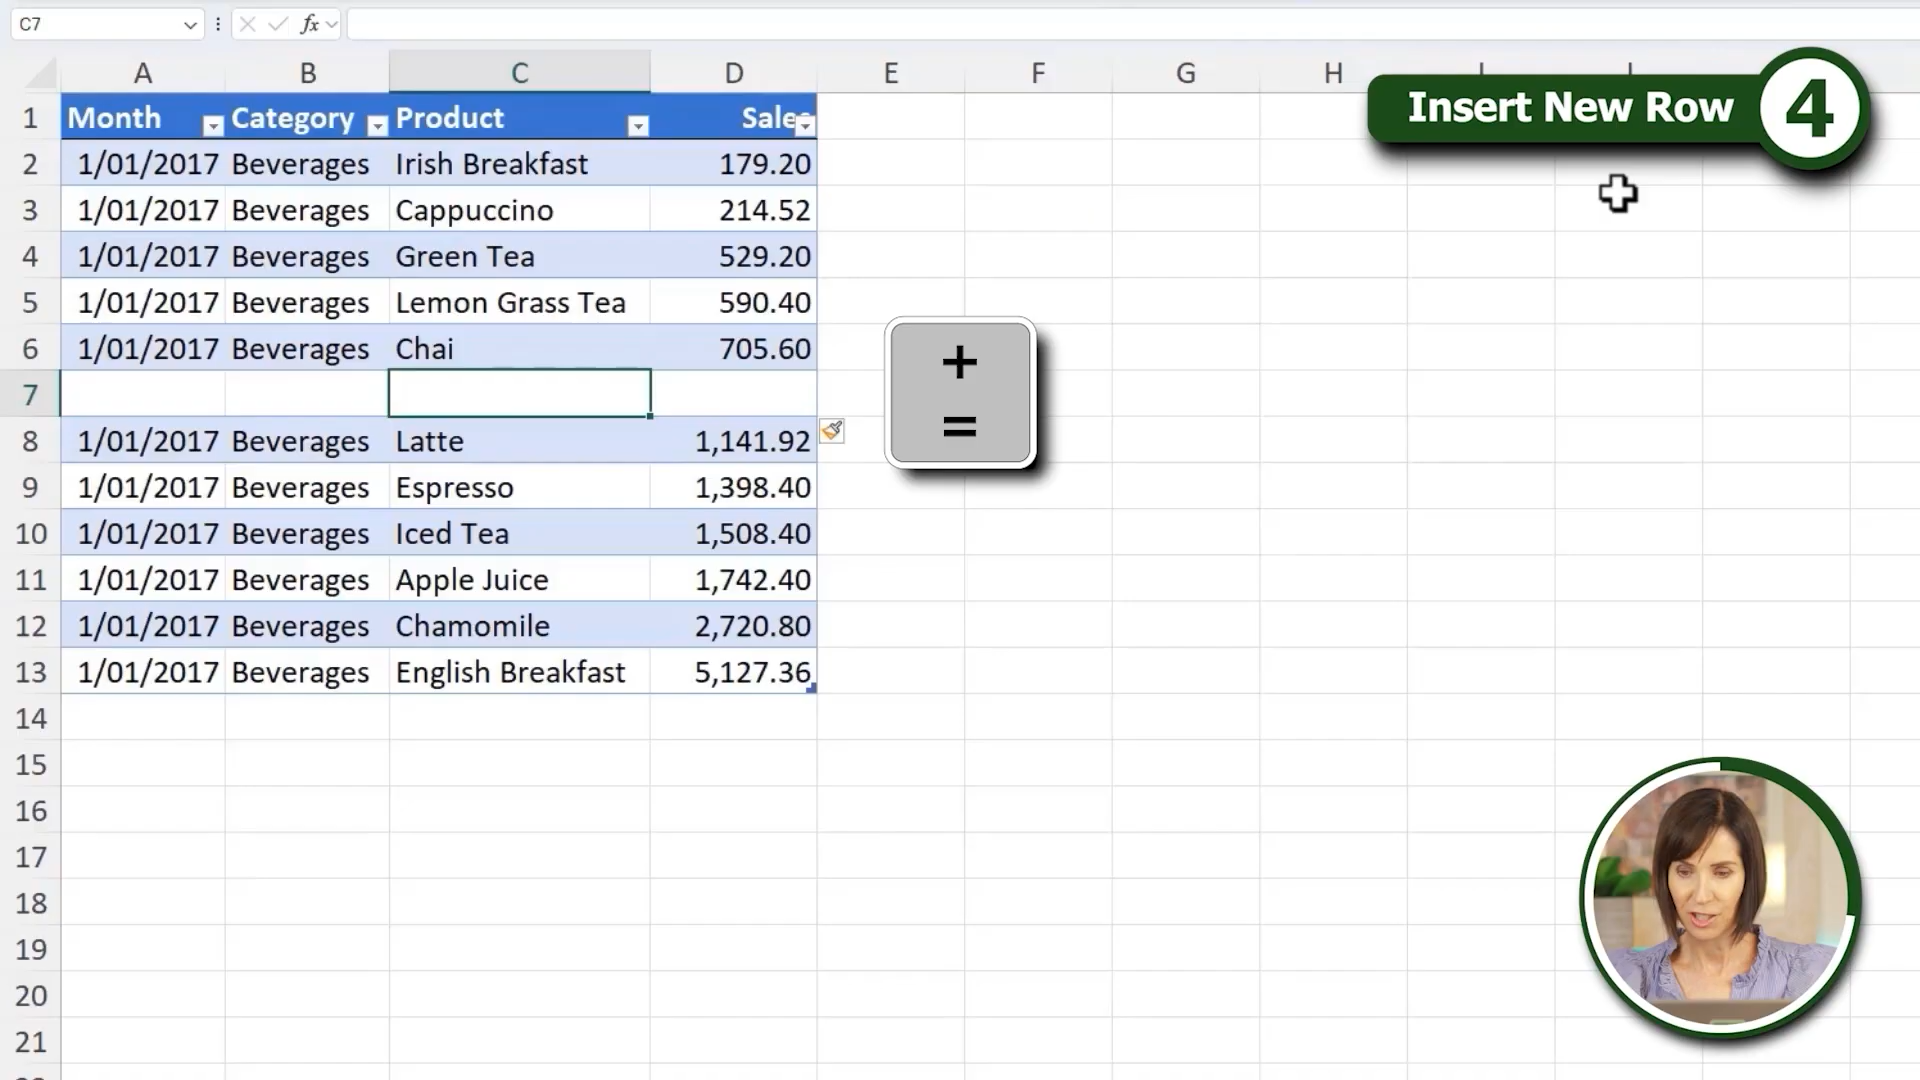 C7
fx
A B C D E F G H
Insert New Row 4
1 Month Category Product Sales
2 1/01/2017 Beverages Irish Breakfast 179.20
3 1/01/2017 Beverages Cappuccino 214.52
4 1/01/2017 Beverages Green Tea 529.20
5 1/01/2017 Beverages Lemon Grass Tea 590.40
6 1/01/2017 Beverages Chai 705.60
+
7
=
8 1/01/2017 Beverages Latte 1,141.92
9 1/01/2017 Beverages Espresso 1,398.40
10 1/01/2017 Beverages Iced Tea 1,508.40
11 1/01/2017 Beverages Apple Juice 1,742.40
12 1/01/2017 Beverages Chamomile 2,720.80
13 1/01/2017 Beverages English Breakfast 5,127.36
14
15
16
17
18
19
20
21